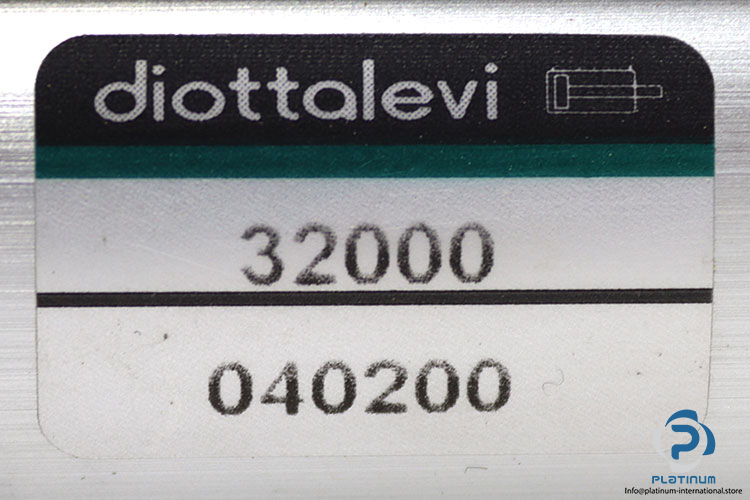 diottalevi
32000
040200
P
PLATINUM
Info@platinum-international.store